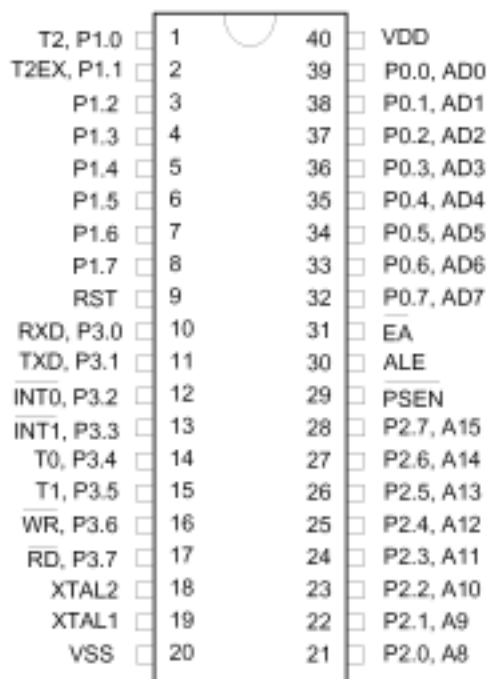 T2, P1.0 1 40 VDD
T2EX, P1.1 2 39 P0.0, AD0
P1.2 3 38 P0.1, AD1
P1.3 4 37 P0.2, AD2
P1.4 5 36 P0.3, AD3
P1.5 6 35 P0.4, AD4
P1.6 7 34 P0.5, AD5
P1.7 8 33 P0.6, AD6
RST 9 32 P0.7, AD7
RXD, P3.0 10 31 E̅A̅
TXD, P3.1 11 30 ALE
I̅N̅T̅0̅, P3.2 12 29 P̅S̅E̅N̅
I̅N̅T̅1̅, P3.3 13 28 P2.7, A15
T0, P3.4 14 27 P2.6, A14
T1, P3.5 15 26 P2.5, A13
W̅R̅, P3.6 16 25 P2.4, A12
R̅D̅, P3.7 17 24 P2.3, A11
XTAL2 18 23 P2.2, A10
XTAL1 19 22 P2.1, A9
VSS 20 21 P2.0, A8